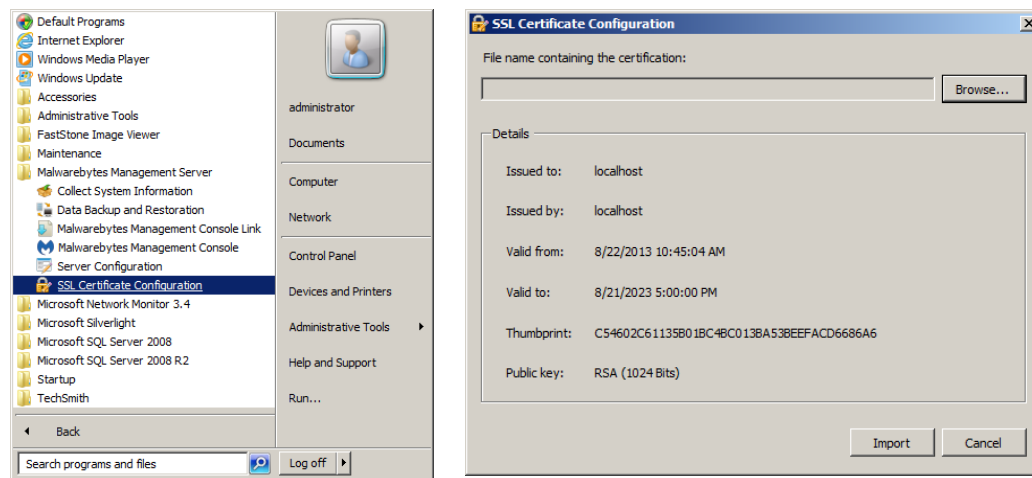 Default Programs
Internet Explorer
Windows Media Player
Windows Update
Accessories
Administrative Tools
FastStone Image Viewer
Maintenance
Malwarebytes Management Server
Collect System Information
Data Backup and Restoration
Malwarebytes Management Console Link
Malwarebytes Management Console
Server Configuration
SSL Certificate Configuration
Microsoft Network Monitor 3.4
Microsoft Silverlight
Microsoft SQL Server 2008
Microsoft SQL Server 2008 R2
Startup
TechSmith
Back
Search programs and files
administrator
Documents
Computer
Network
Control Panel
Devices and Printers
Administrative Tools
Help and Support
Run...
Log off
SSL Certificate Configuration
File name containing the certification:
Browse...
Details
Issued to: localhost
Issued by: localhost
Valid from: 8/22/2013 10:45:04 AM
Valid to: 8/21/2023 5:00:00 PM
Thumbprint: C54602C61135B01BC4BC013BA53BEEFACD6686A6
Public key: RSA (1024 Bits)
Import Cancel